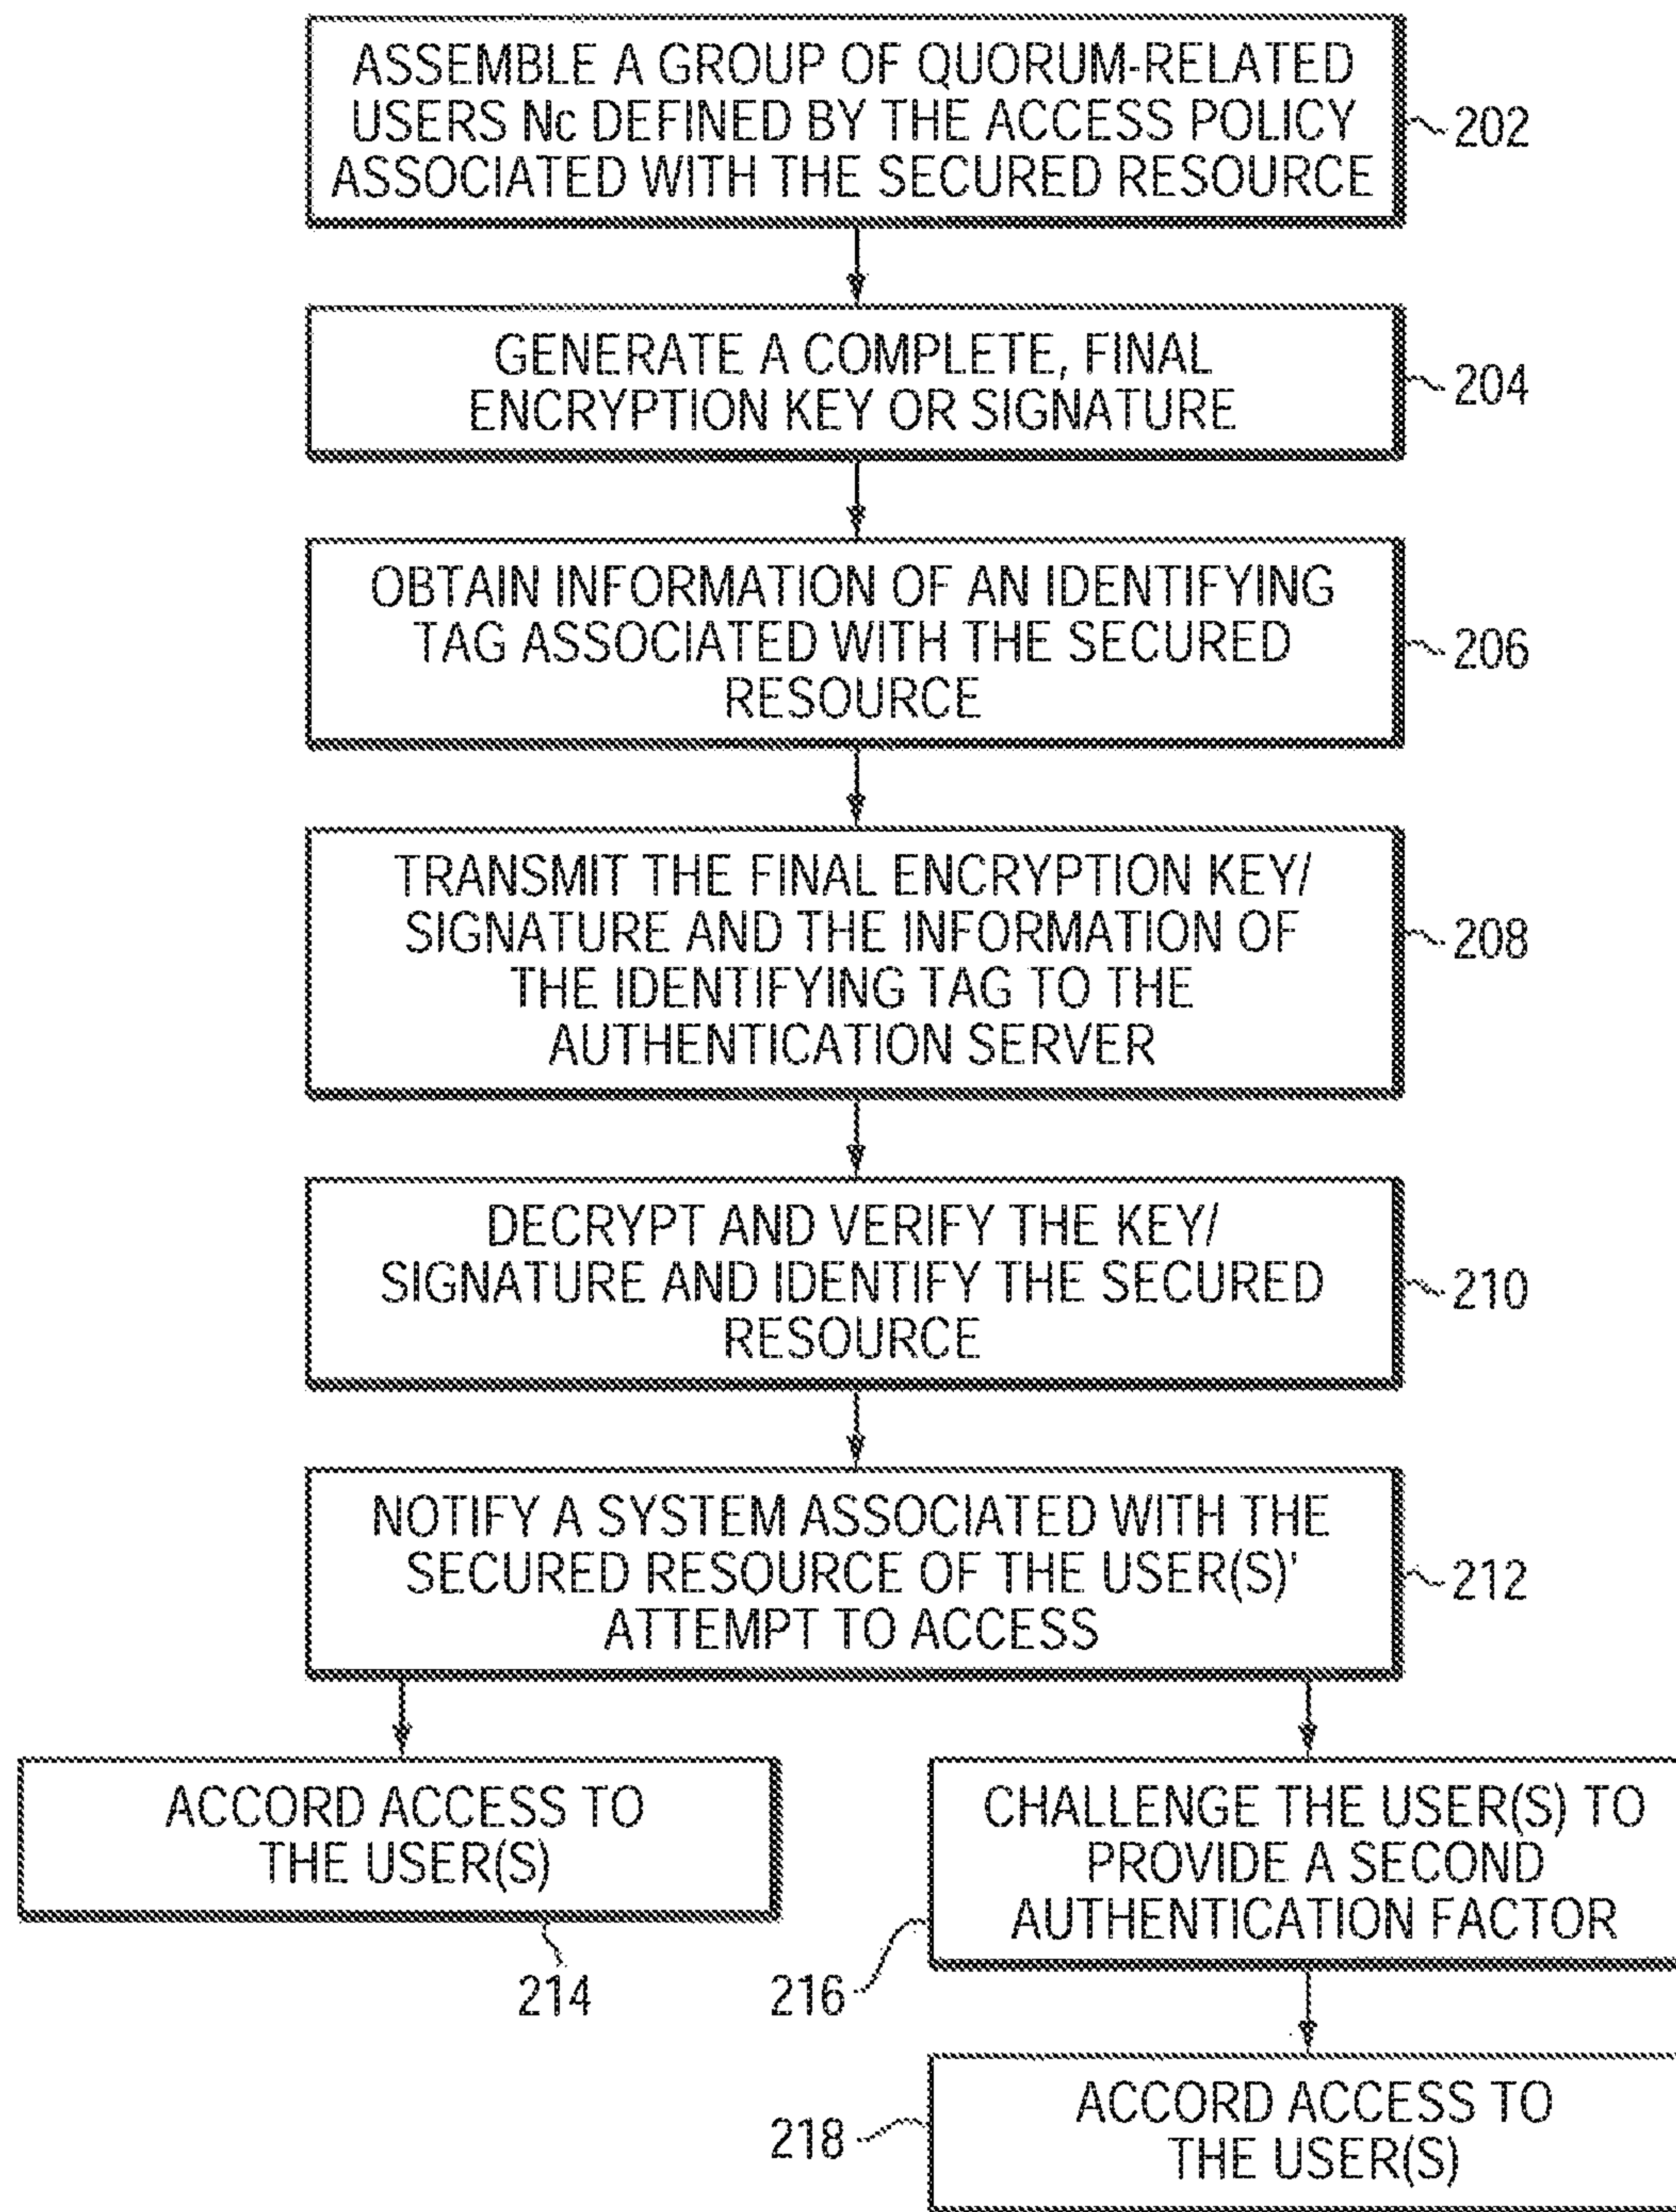 ASSEMBLE A GROUP OF QUORUM-RELATED
USERS Nc DEFINED BY THE ACCESS POLICY
ASSOCIATED WITH THE SECURED RESOURCE
202
GENERATE A COMPLETE, FINAL
ENCRYPTION KEY OR SIGNATURE
204
OBTAIN INFORMATION OF AN IDENTIFYING
TAG ASSOCIATED WITH THE SECURED
RESOURCE
206
TRANSMIT THE FINAL ENCRYPTION KEY/
SIGNATURE AND THE INFORMATION OF
THE IDENTIFYING TAG TO THE
AUTHENTICATION SERVER
208
DECRYPT AND VERIFY THE KEY/
SIGNATURE AND IDENTIFY THE SECURED
RESOURCE
210
NOTIFY A SYSTEM ASSOCIATED WITH THE
SECURED RESOURCE OF THE USER(S)'
ATTEMPT TO ACCESS
212
ACCORD ACCESS TO
THE USER(S)
214
CHALLENGE THE USER(S) TO
PROVIDE A SECOND
AUTHENTICATION FACTOR
216
ACCORD ACCESS TO
THE USER(S)
218